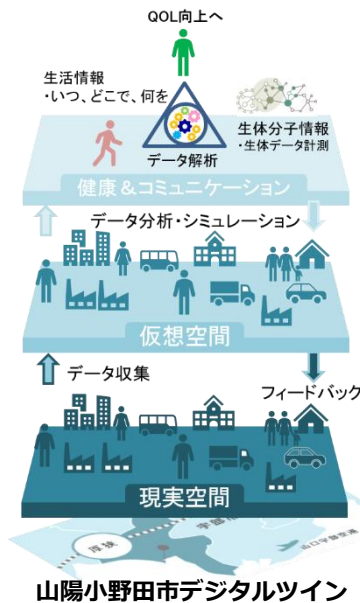 QOL向上へ
生活情報
・いつ、どこで、何を
生体分子情報
・生体データ計測
データ解析
健康＆コミュニケーション
データ分析・シミュレーション
仮想空間
データ収集
フィードバック
現実空間
厚狭
山陽小野田市デジタルツイン